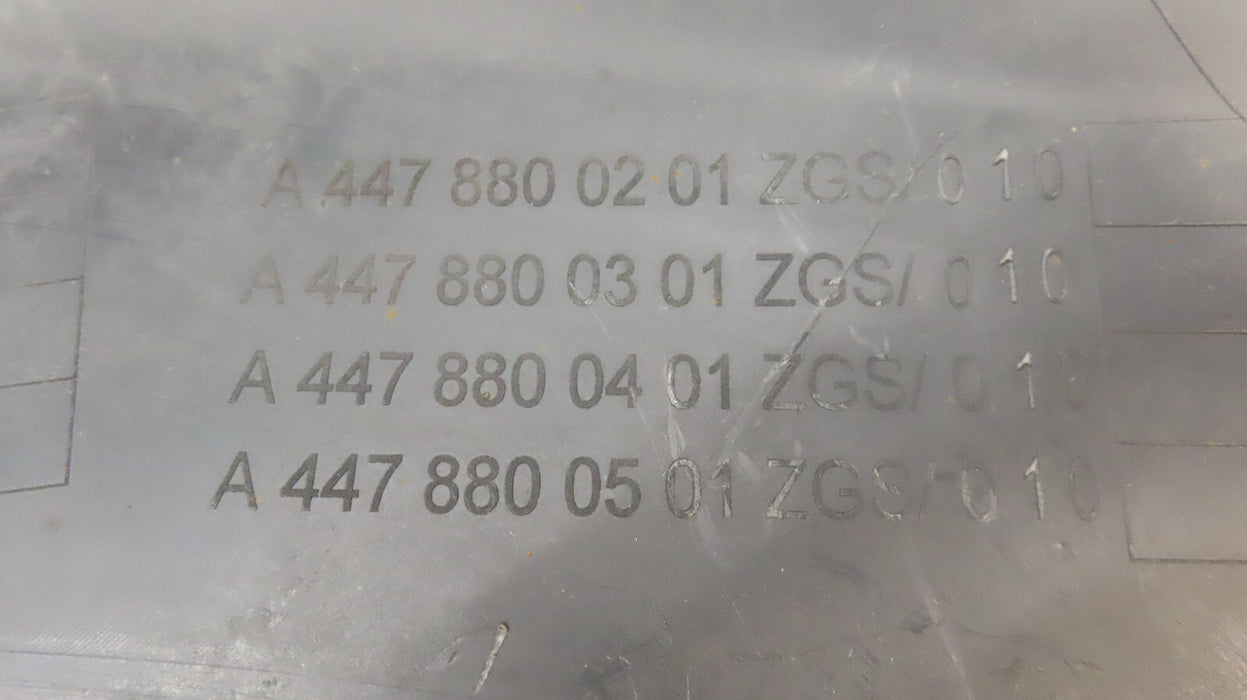 A 447 880 02 01 ZGS/ 0 1 0
A 447 880 03 01 ZGS/ 0 1 0
A 447 880 04 01 ZGS/ 0 1 0
A 447 880 05 01 ZGS/ 0 1 0